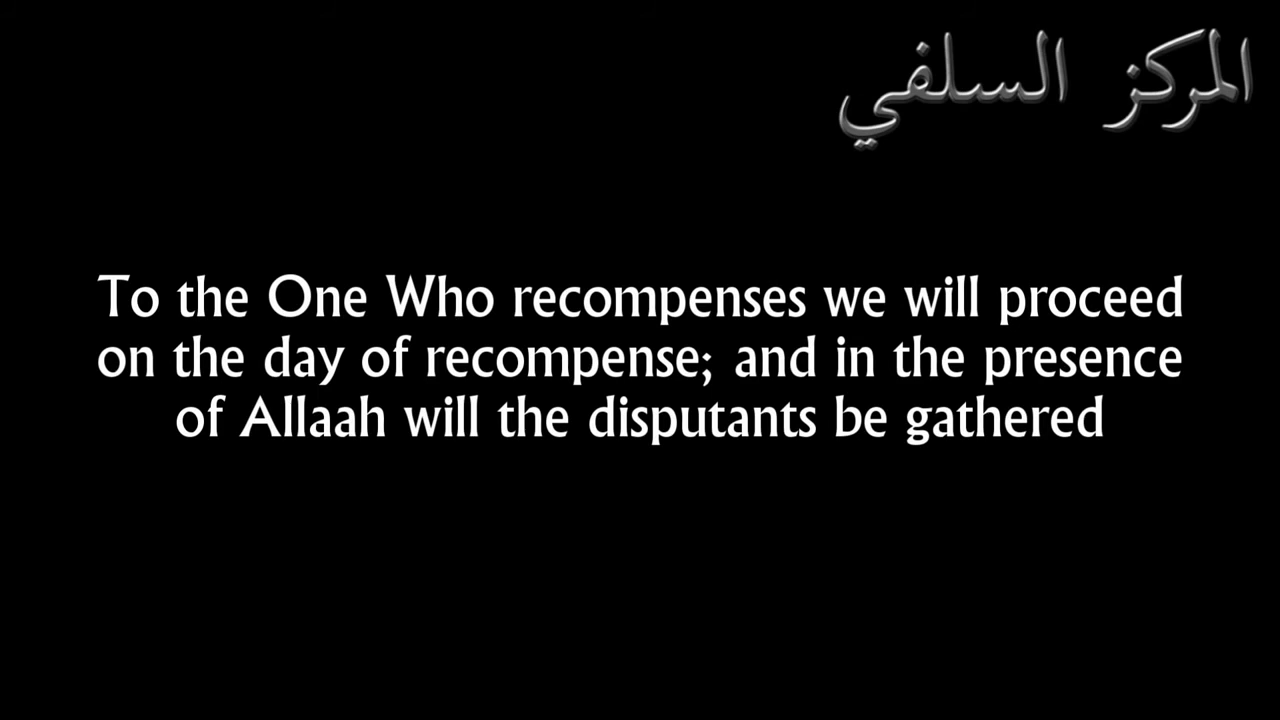 المركز السلفي
To the One Who recompenses we will proceed
on the day of recompense; and in the presence
of Allaah will the disputants be gathered